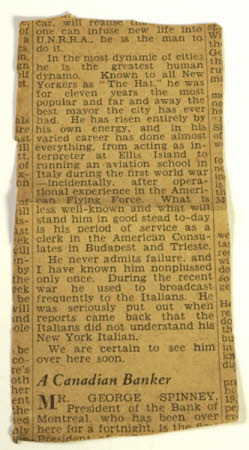 car, will realise
one can infuse new life into
U.N.R.R.A., he is the man to
do it.
In the most dynamic of cities
he is the greatest human
dynamo. Known to all New
Yorkers as "The Hat," he was
for eleven years the most
popular and far and away the
best mayor the city has ever
had. He has risen entirely by
his own energy, and in his
varied career has done almost
everything, from acting as in-
terpreter at Ellis Island to
running an aviation school in
Italy during the first world war
—incidentally, after opera-
tional experience in the Ameri-
can Flying Force. What is
less well-known and what will
stand him in good stead to-day
is his period of service as a
clerk in the American Consu-
lates in Budapest and Trieste.
He never admits failure, and
I have known him nonplussed
only once. During the recent
war he used to broadcast
frequently to the Italians. He
was seriously put out when
reports came back that the
Italians did not understand his
New York Italian.
We are certain to see him
over here soon.
A Canadian Banker
MR. GEORGE SPINNEY,
President of the Bank of
Montreal, who has been over
here for a fortnight, is the